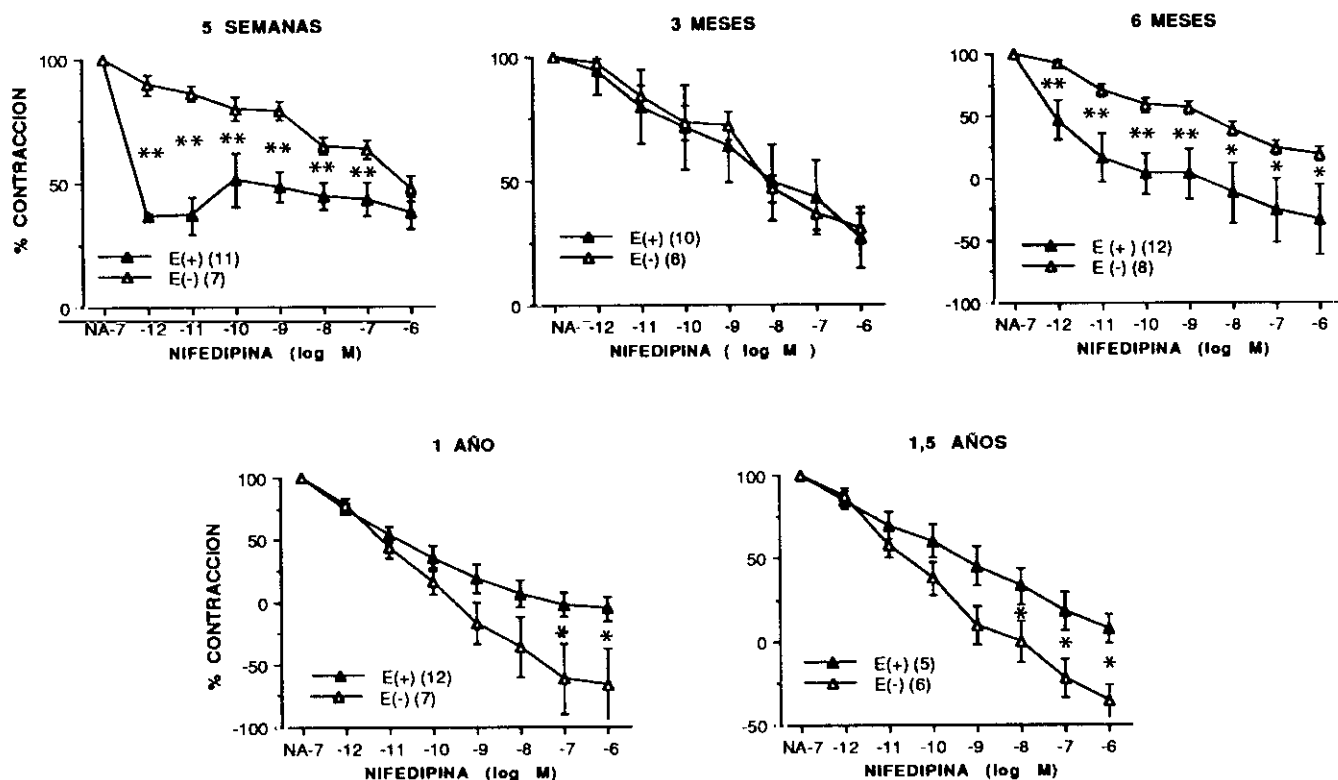 5 SEMANAS
% CONTRACCION
100
50
0
**
**
**
**
**
**
E(+) (11)
E(-) (7)
NA-7 -12 -11 -10 -9 -8 -7 -6
NIFEDIPINA (log M)
3 MESES
100
50
0
E(+) (10)
E(-) (6)
NA- -12 -11 -10 -9 -8 -7 -6
NIFEDIPINA ( log M )
6 MESES
100
50
0
-50
-100
**
**
**
**
*
*
*
E (+) (12)
E (-) (8)
NA-7 -12 -11 -10 -9 -8 -7 -6
NIFEDIPINA (log M)
1 AÑO
% CONTRACCION
100
50
0
-50
-100
*
*
E(+) (12)
E(-) (7)
NA-7 -12 -11 -10 -9 -8 -7 -6
NIFEDIPINA (log M)
1,5 AÑOS
100
50
0
-50
*
*
*
E(+) (5)
E(-) (6)
NA-7 -12 -11 -10 -9 -8 -7 -6
NIFEDIPINA (log M)